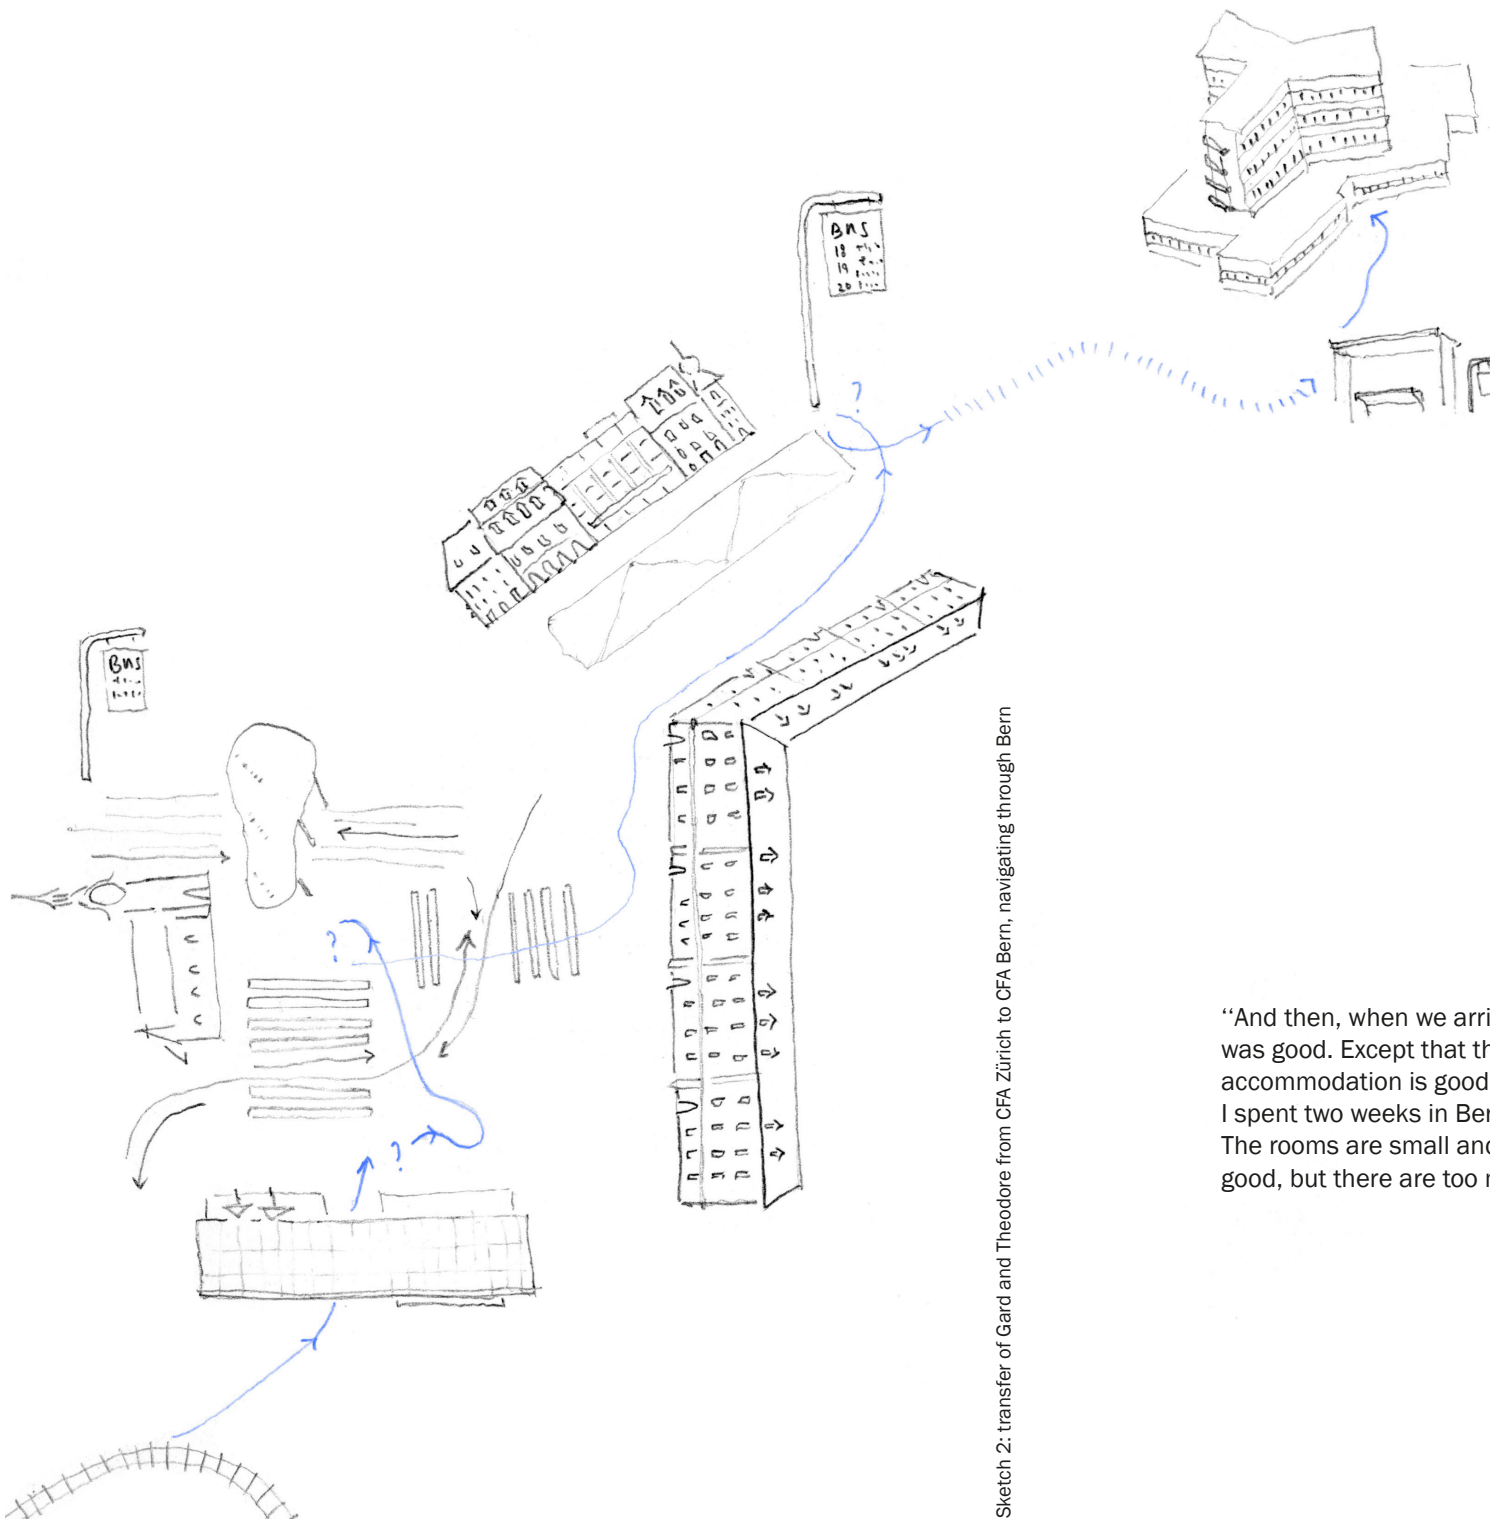 BUS
18
19
20
?
BUS
?
?
Sketch 2: transfer of Gard and Theodore from CFA Zürich to CFA Bern, navigating through Bern
“And then, when we arri
was good. Except that th
accommodation is good
I spent two weeks in Ber
The rooms are small and
good, but there are too